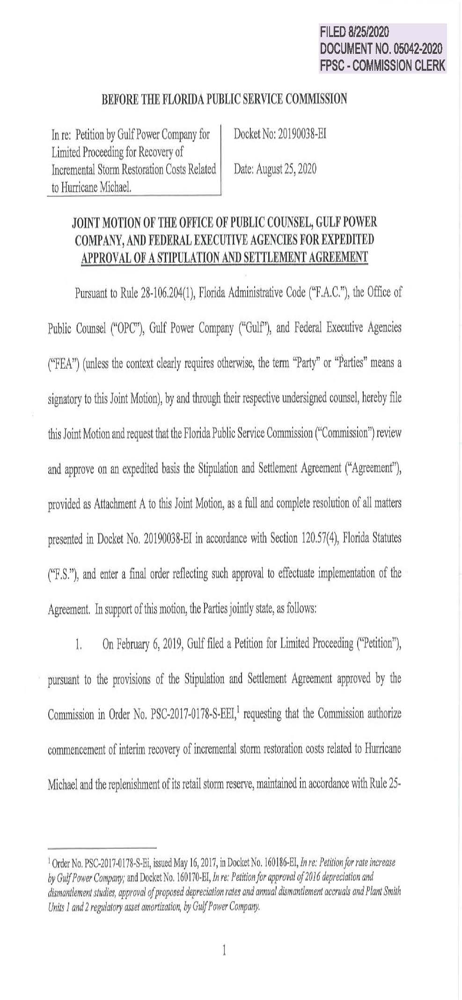 FILED 8/25/2020
DOCUMENT NO. 05042-2020
FPSC - COMMISSION CLERK
BEFORE THE FLORIDA PUBLIC SERVICE COMMISSION
In re: Petition by Gulf Power Company for
Limited Proceeding for Recovery of
Incremental Storm Restoration Costs Related
to Hurricane Michael.
Docket No: 20190038-EI
Date: August 25, 2020
JOINT MOTION OF THE OFFICE OF PUBLIC COUNSEL, GULF POWER
COMPANY, AND FEDERAL EXECUTIVE AGENCIES FOR EXPEDITED
APPROVAL OF A STIPULATION AND SETTLEMENT AGREEMENT
Pursuant to Rule 28-106.204(1), Florida Administrative Code (“F.A.C.”), the Office of
Public Counsel (“OPC”), Gulf Power Company (“Gulf”), and Federal Executive Agencies
(“FEA”) (unless the context clearly requires otherwise, the term “Party” or “Parties” means a
signatory to this Joint Motion), by and through their respective undersigned counsel, hereby file
this Joint Motion and request that the Florida Public Service Commission (“Commission”) review
and approve on an expedited basis the Stipulation and Settlement Agreement (“Agreement”),
provided as Attachment A to this Joint Motion, as a full and complete resolution of all matters
presented in Docket No. 20190038-EI in accordance with Section 120.57(4), Florida Statutes
(“F.S.”), and enter a final order reflecting such approval to effectuate implementation of the
Agreement. In support of this motion, the Parties jointly state, as follows:
1. On February 6, 2019, Gulf filed a Petition for Limited Proceeding (“Petition”),
pursuant to the provisions of the Stipulation and Settlement Agreement approved by the
Commission in Order No. PSC-2017-0178-S-EEI,¹ requesting that the Commission authorize
commencement of interim recovery of incremental storm restoration costs related to Hurricane
Michael and the replenishment of its retail storm reserve, maintained in accordance with Rule 25-
¹ Order No. PSC-2017-0178-S-Ei, issued May 16, 2017, in Docket No. 160186-EI, In re: Petition for rate increase
by Gulf Power Company; and Docket No. 160170-EI, In re: Petition for approval of 2016 depreciation and
dismantlement studies, approval of proposed depreciation rates and annual dismantlement accruals and Plant Smith
Units 1 and 2 regulatory asset amortization, by Gulf Power Company.
1